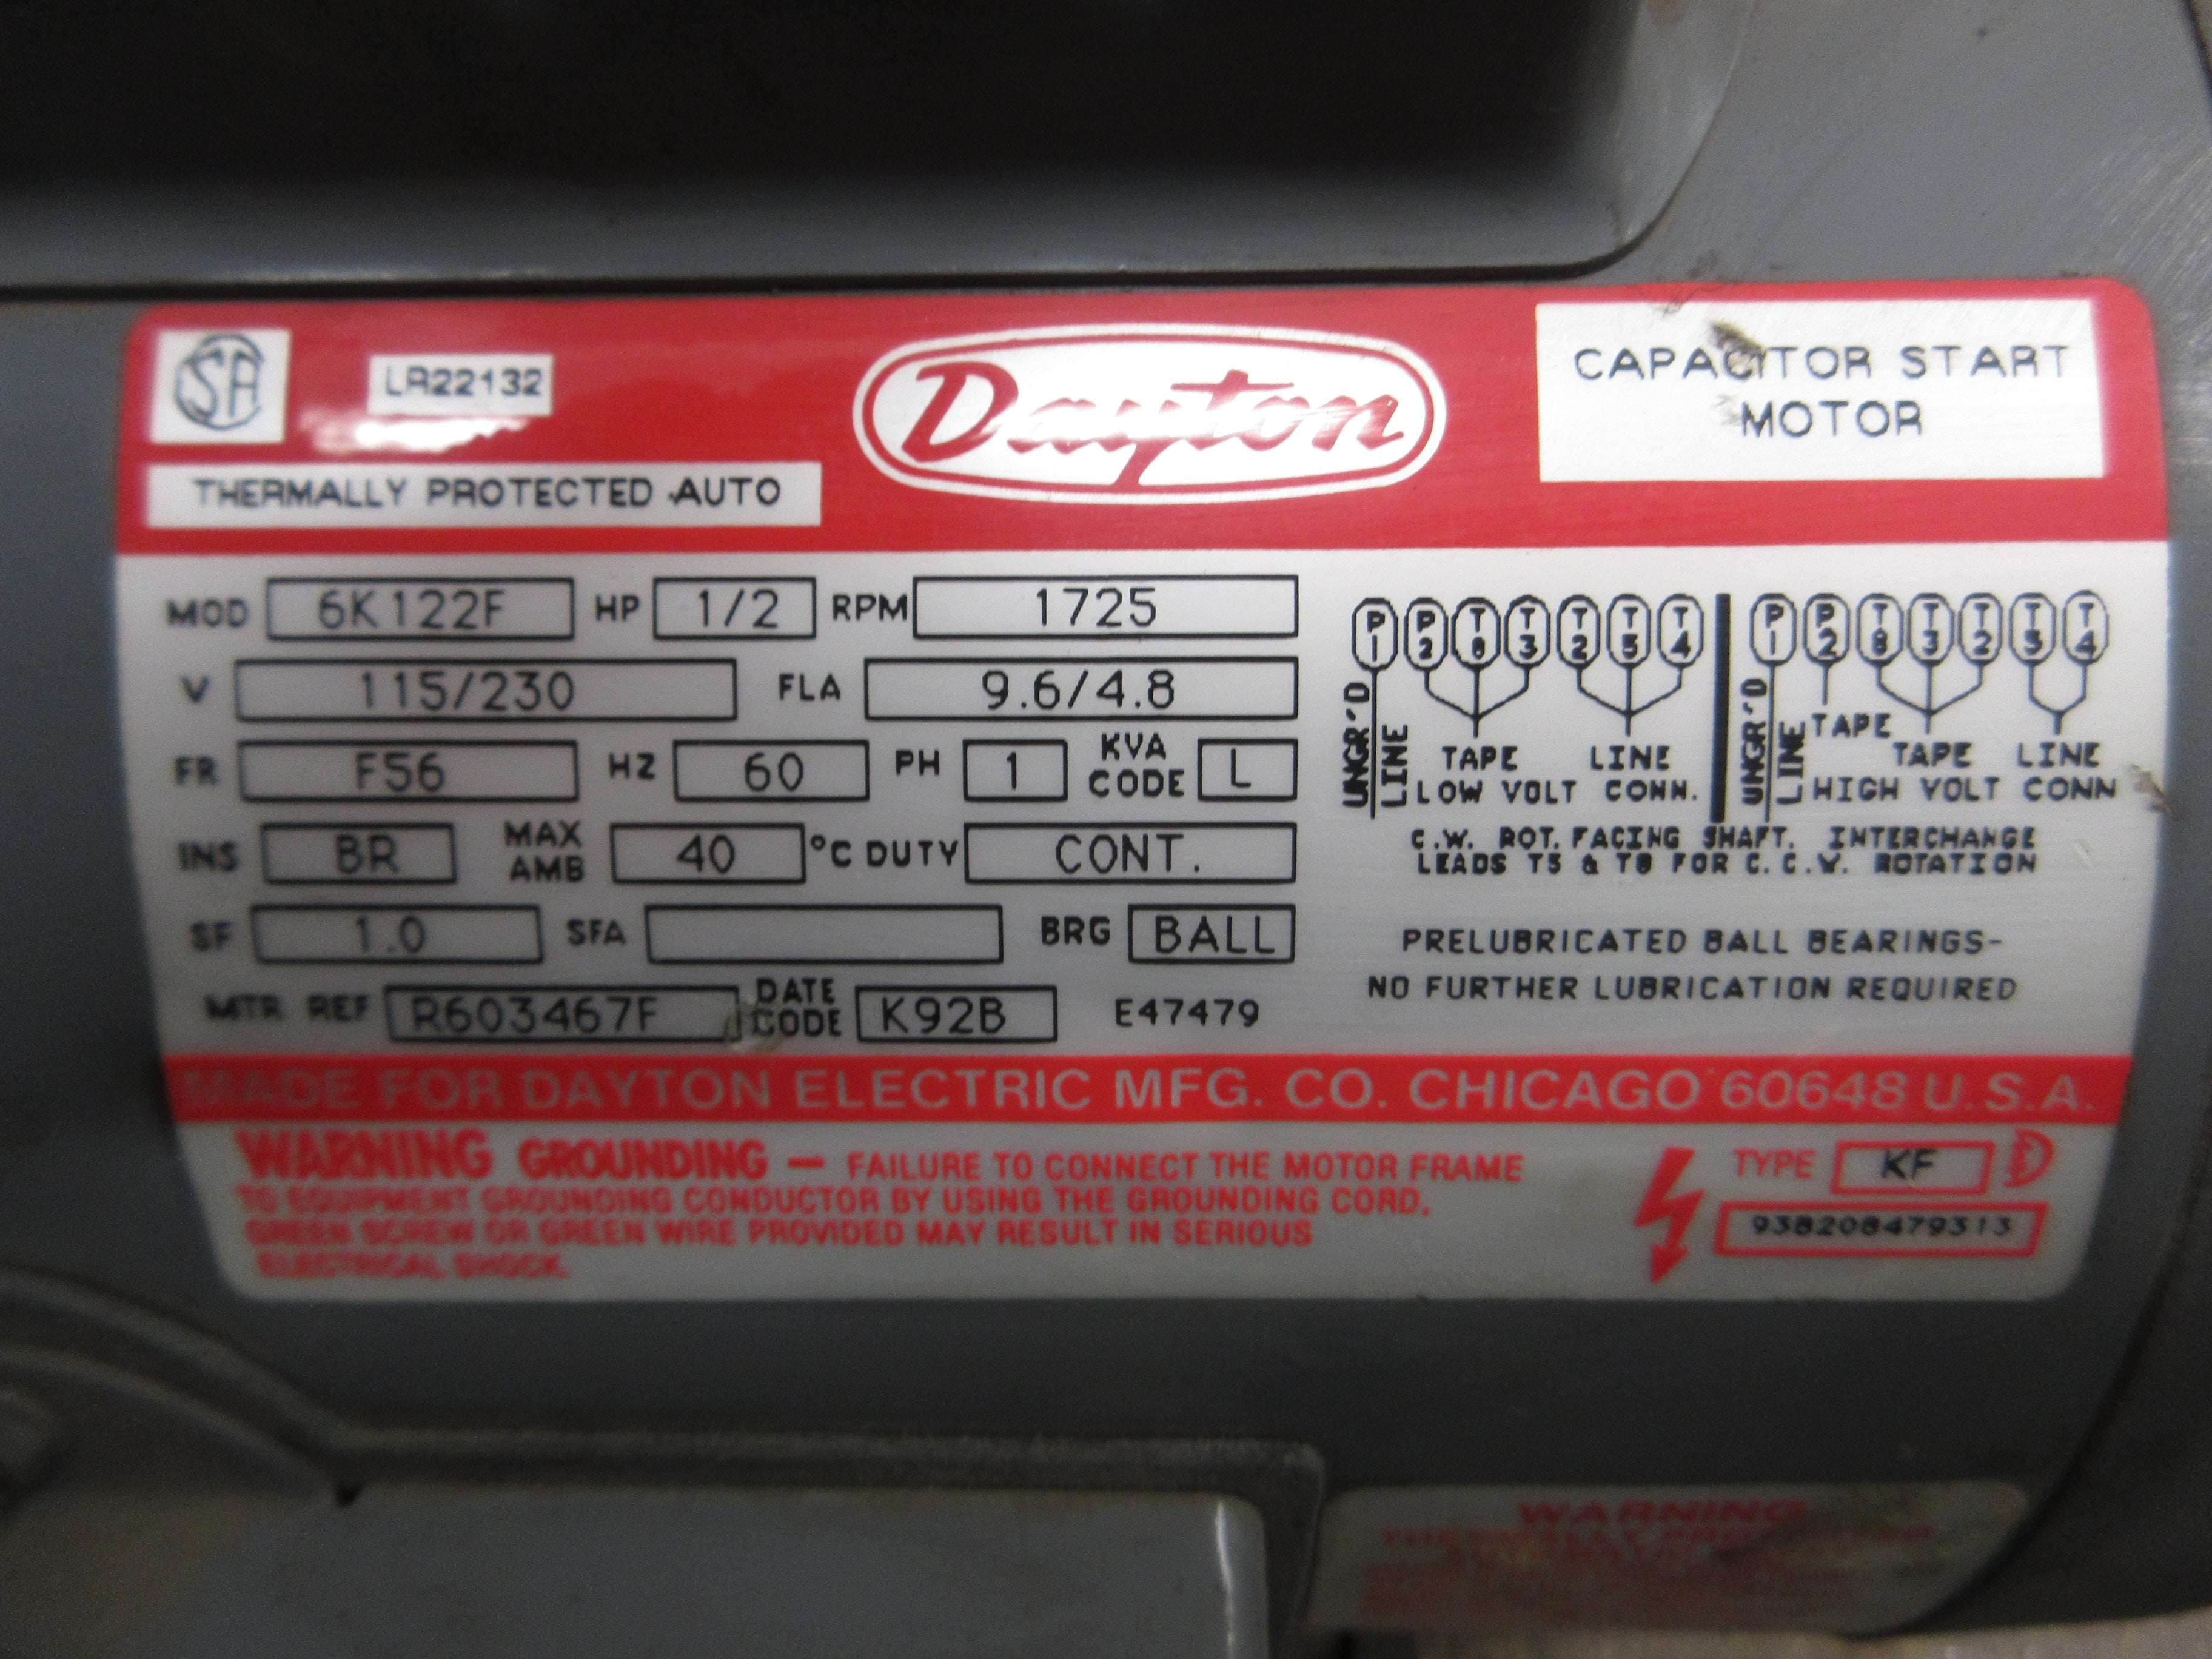 SA
LR22132
Dayton
CAPACITOR START
MOTOR
THERMALLY PROTECTED AUTO
MOD 6K122F HP 1/2 RPM 1725
V 115/230 FLA 9.6/4.8
FR F56 HZ 60 PH 1 KVA CODE L
INS BR MAX AMB 40 °C DUTY CONT.
SF 1.0 SFA BRG BALL
MTR REF R603467F DATE CODE K92B E47479
P1 P2 T8 T3 T2 T5 T4
UNGR'D LINE
TAPE LINE
LOW VOLT CONN.
P1 P2 T8 T3 T2 T5 T4
UNGR'D LINE
TAPE
TAPE LINE
HIGH VOLT CONN
C.W. ROT. FACING SHAFT. INTERCHANGE
LEADS T5 & T8 FOR C.C.W. ROTATION
PRELUBRICATED BALL BEARINGS-
NO FURTHER LUBRICATION REQUIRED
MADE FOR DAYTON ELECTRIC MFG. CO. CHICAGO 60648 U.S.A.
WARNING GROUNDING — FAILURE TO CONNECT THE MOTOR FRAME
TO EQUIPMENT GROUNDING CONDUCTOR BY USING THE GROUNDING CORD,
GREEN SCREW OR GREEN WIRE PROVIDED MAY RESULT IN SERIOUS
ELECTRICAL SHOCK.
TYPE KF
938208479313
WARNING
THERMALLY PROTECTED